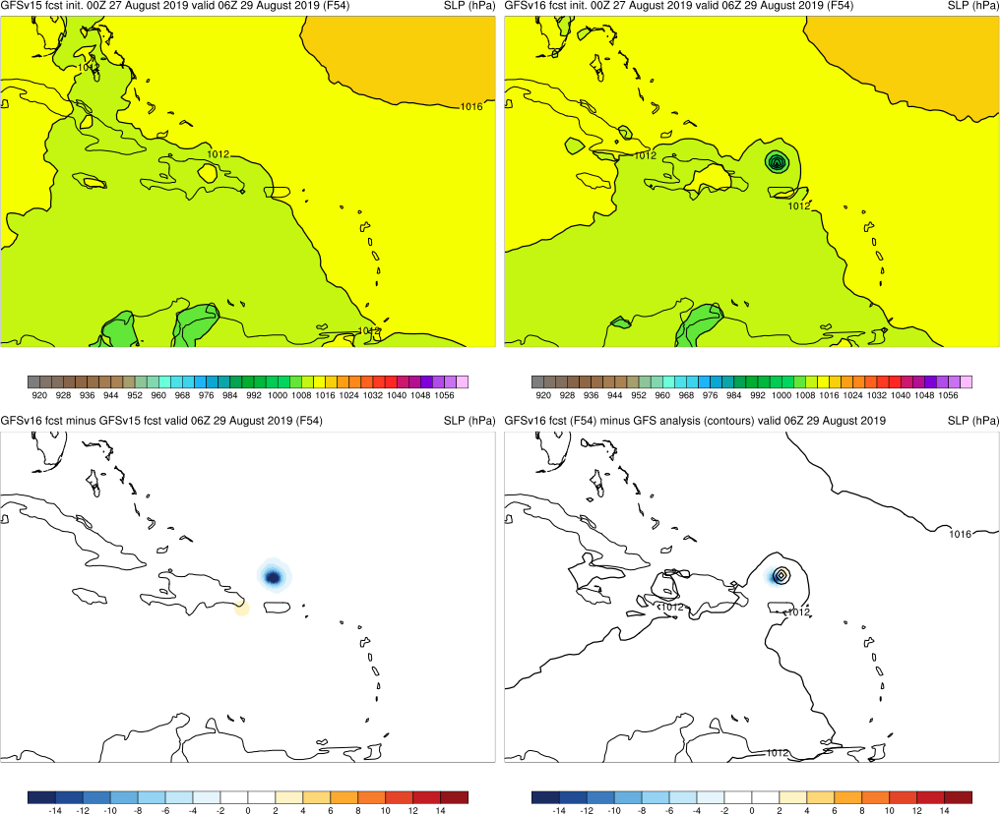 GFSv15 fcst init. 00Z 27 August 2019 valid 06Z 29 August 2019 (F54) SLP (hPa)
1012
1016
1012
1012
920 928 936 944 952 960 968 976 984 992 1000 1008 1016 1024 1032 1040 1048 1056
GFSv16 fcst init. 00Z 27 August 2019 valid 06Z 29 August 2019 (F54) SLP (hPa)
1012
1012
920 928 936 944 952 960 968 976 984 992 1000 1008 1016 1024 1032 1040 1048 1056
GFSv16 fcst minus GFSv15 fcst valid 06Z 29 August 2019 (F54) SLP (hPa)
-14 -12 -10 -8 -6 -4 -2 0 2 4 6 8 10 12 14
GFSv16 fcst (F54) minus GFS analysis (contours) valid 06Z 29 August 2019 SLP (hPa)
1016
1012
1012
1012
-14 -12 -10 -8 -6 -4 -2 0 2 4 6 8 10 12 14